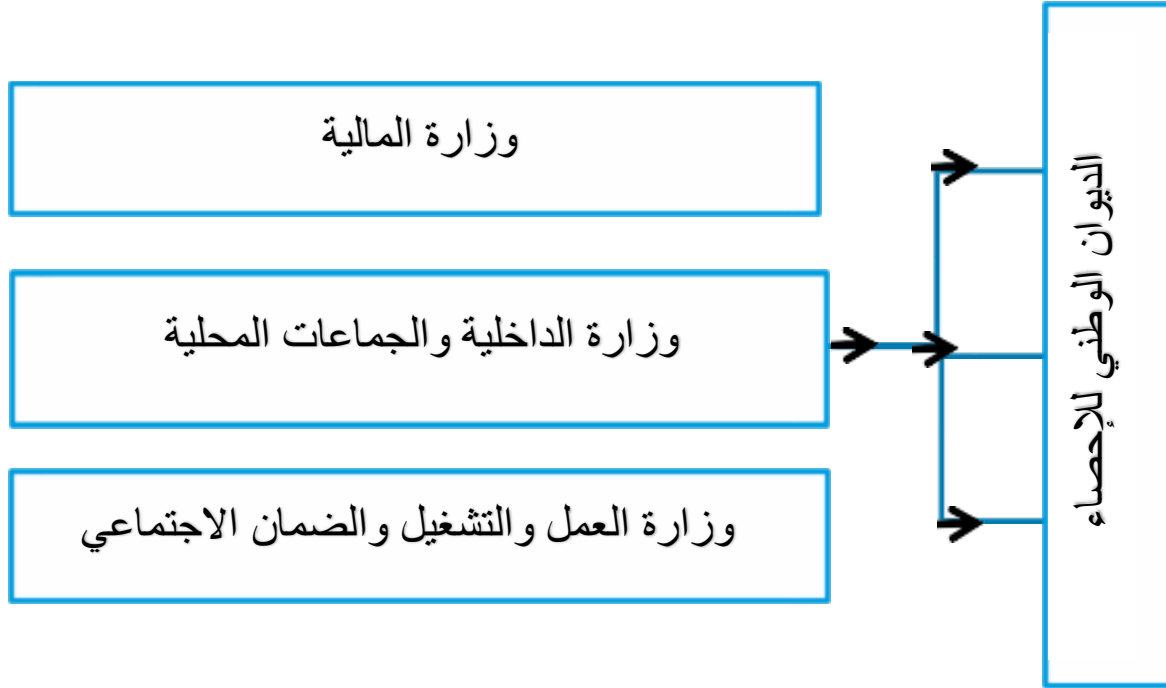 وزارة المالية
وزارة الداخلية والجماعات المحلية
وزارة العمل والتشغيل والضمان الاجتماعي
الديوان الوطني للإحصاء